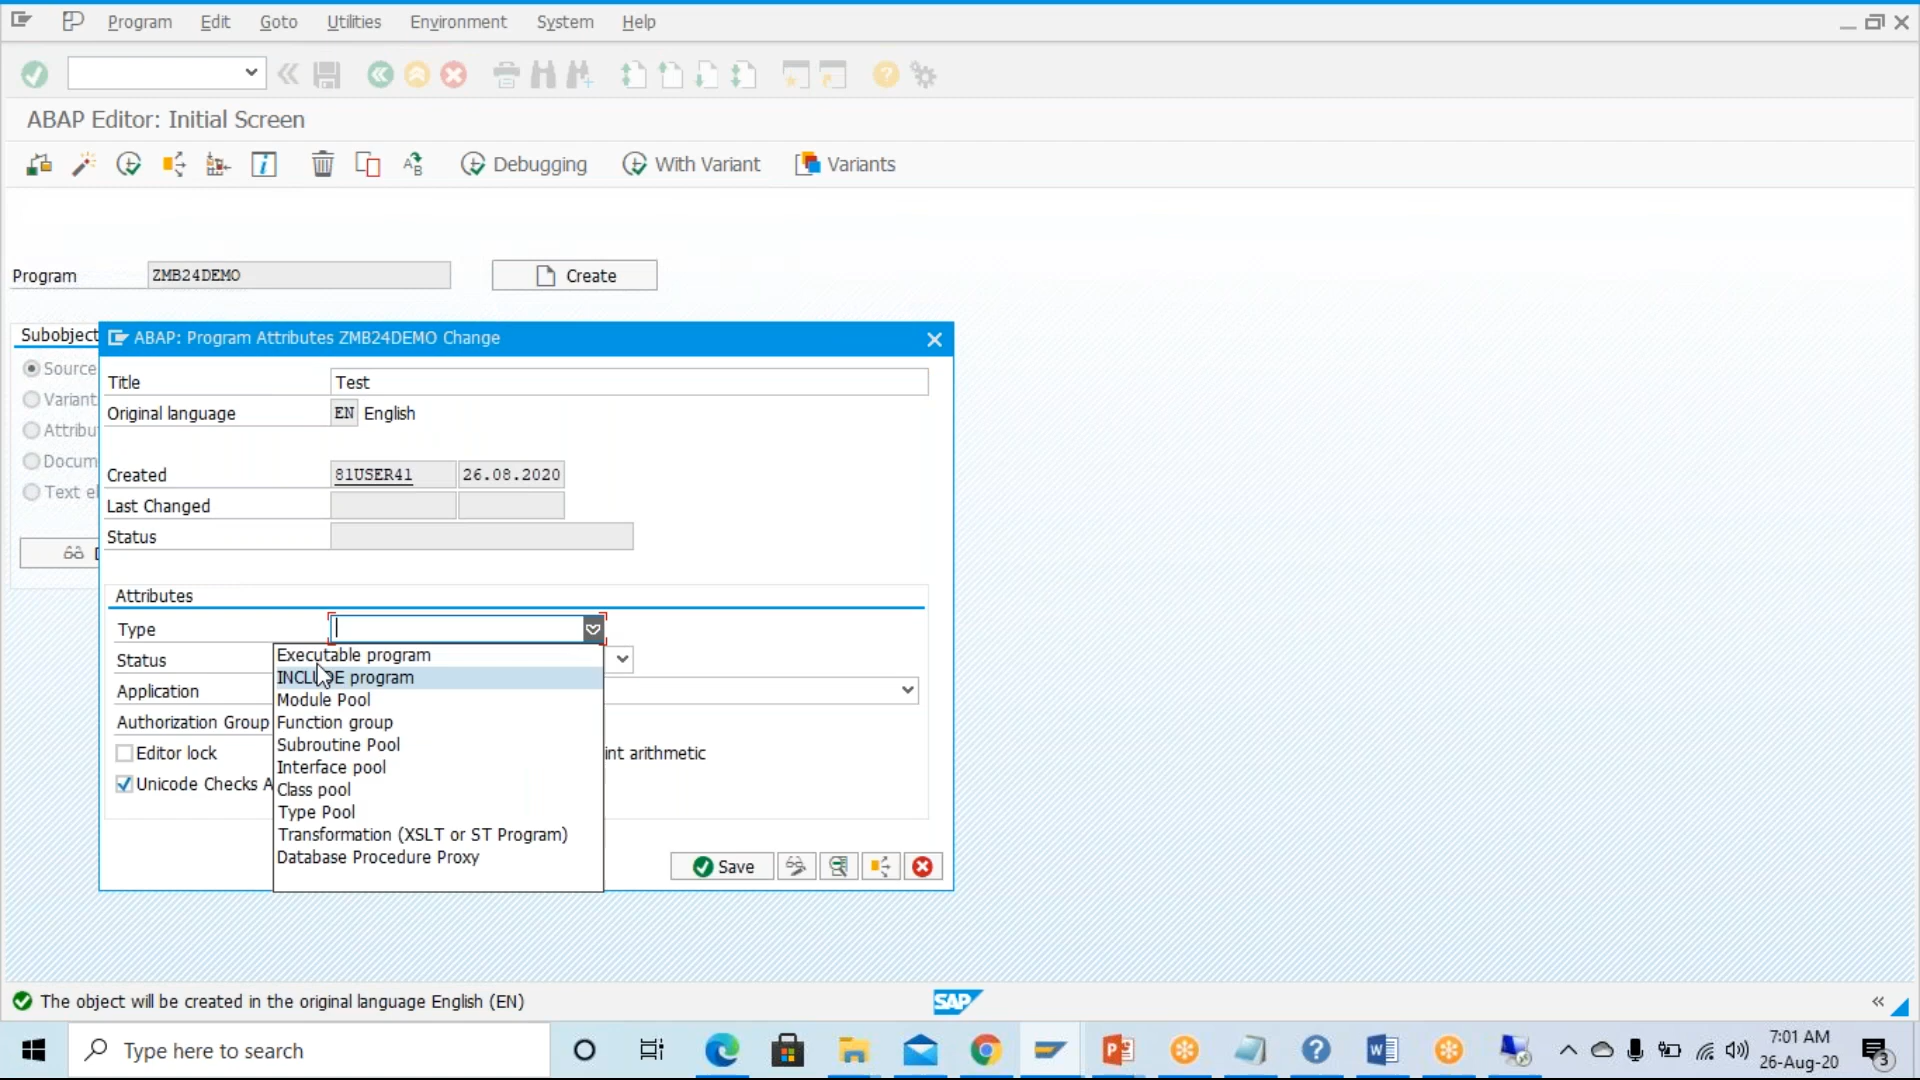 Program Edit Goto Utilities Environment System Help
ABAP Editor: Initial Screen
Debugging With Variant Variants
Program ZMB24DEMO Create
Subobject
ABAP: Program Attributes ZMB24DEMO Change
Source
Title Test
Variant
Original language EN English
Attribu
Docum
Created 81USER41 26.08.2020
Text el
Last Changed
Status
D
Attributes
Type
Executable program
Status
INCLUDE program
Application
Module Pool
Authorization Group
Function group
Subroutine Pool
Editor lock
int arithmetic
Interface pool
Unicode Checks A
Class pool
Type Pool
Transformation (XSLT or ST Program)
Database Procedure Proxy
Save
The object will be created in the original language English (EN)
SAP
Type here to search
7:01 AM
26-Aug-20
3